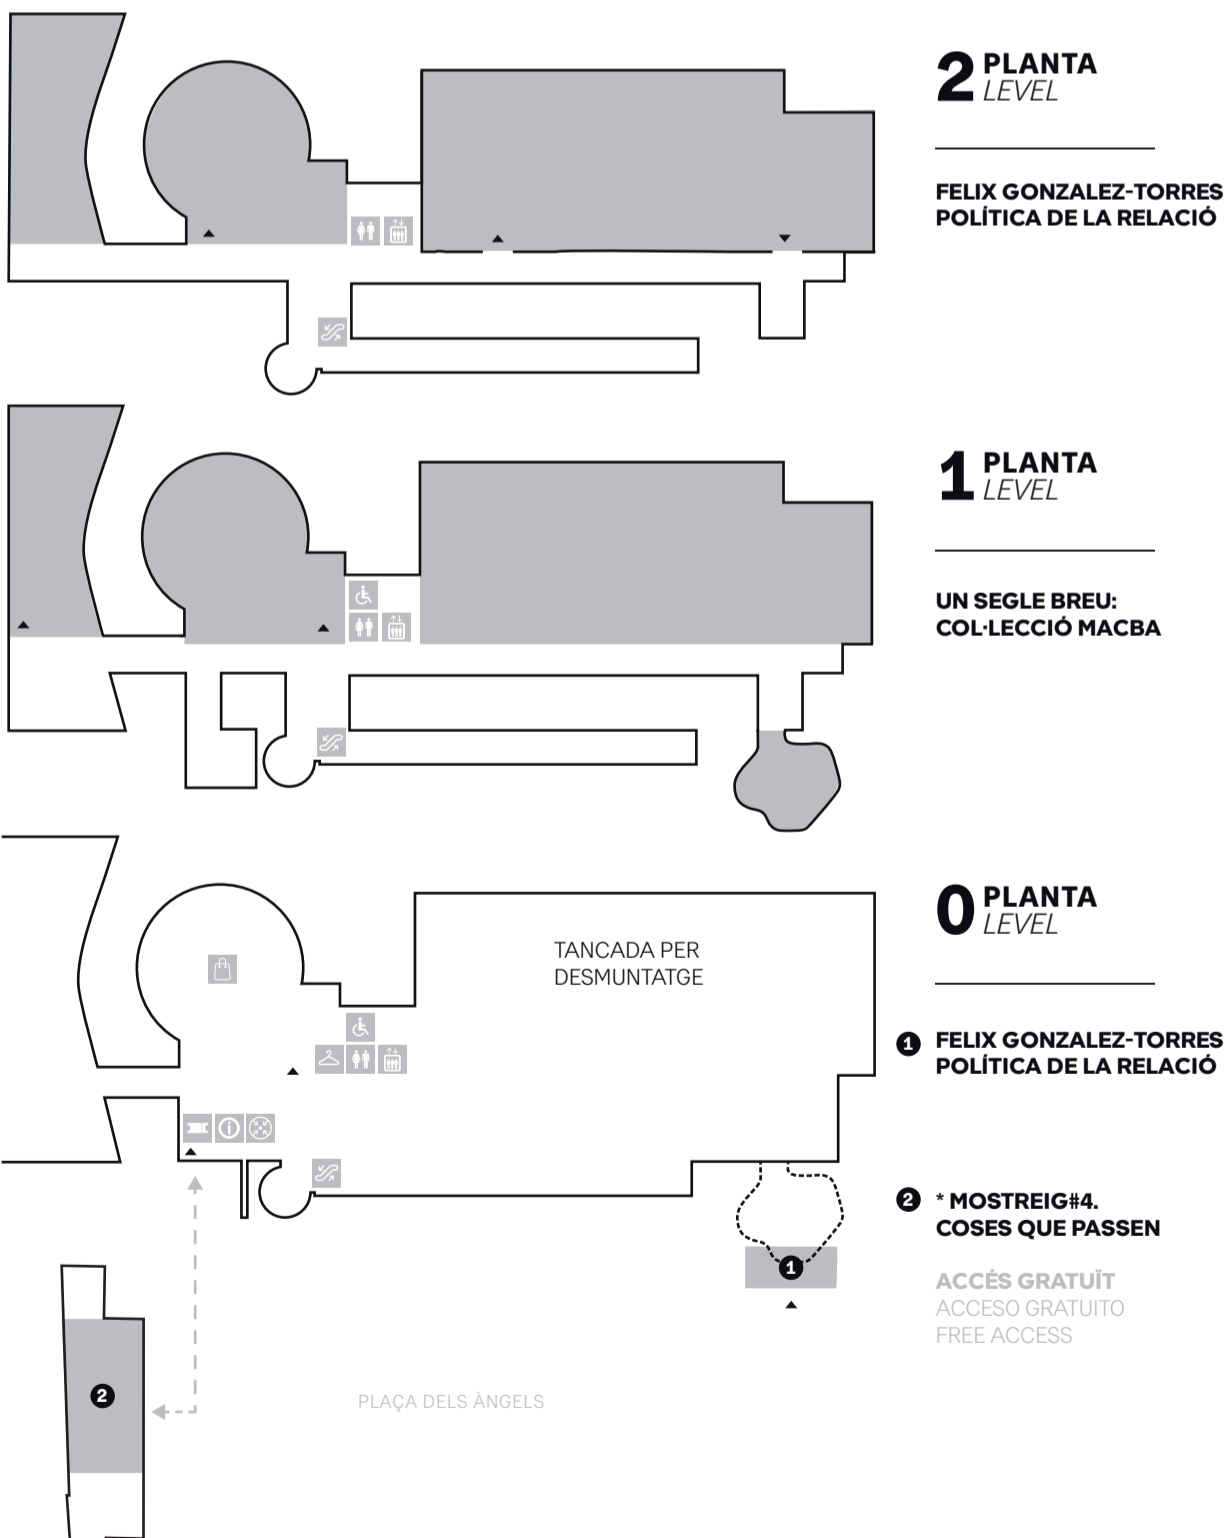 2 PLANTA
LEVEL
FELIX GONZALEZ-TORRES
POLÍTICA DE LA RELACIÓ
1 PLANTA
LEVEL
UN SEGLE BREU:
COL·LECCIÓ MACBA
0 PLANTA
LEVEL
TANCADA PER
DESMUNTATGE
1 FELIX GONZALEZ-TORRES
POLÍTICA DE LA RELACIÓ
2 * MOSTREIG#4.
COSES QUE PASSEN
1
ACCÉS GRATUÏT
ACCESO GRATUITO
FREE ACCESS
2
PLAÇA DELS ÀNGELS